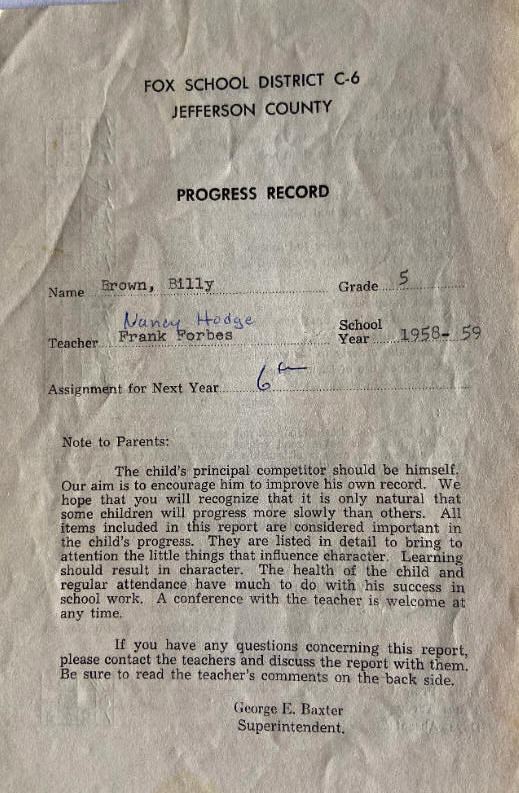 FOX SCHOOL DISTRICT C-6
JEFFERSON COUNTY
PROGRESS RECORD
Name Brown, Billy Grade 5
Nancy Hodge
Teacher Frank Forbes School Year 1958-59
Assignment for Next Year 6th
Note to Parents:
The child's principal competitor should be himself.
Our aim is to encourage him to improve his own record. We
hope that you will recognize that it is only natural that
some children will progress more slowly than others. All
items included in this report are considered important in
the child's progress. They are listed in detail to bring to
attention the little things that influence character. Learning
should result in character. The health of the child and
regular attendance have much to do with his success in
school work. A conference with the teacher is welcome at
any time.
If you have any questions concerning this report,
please contact the teachers and discuss the report with them.
Be sure to read the teacher's comments on the back side.
George E. Baxter
Superintendent.